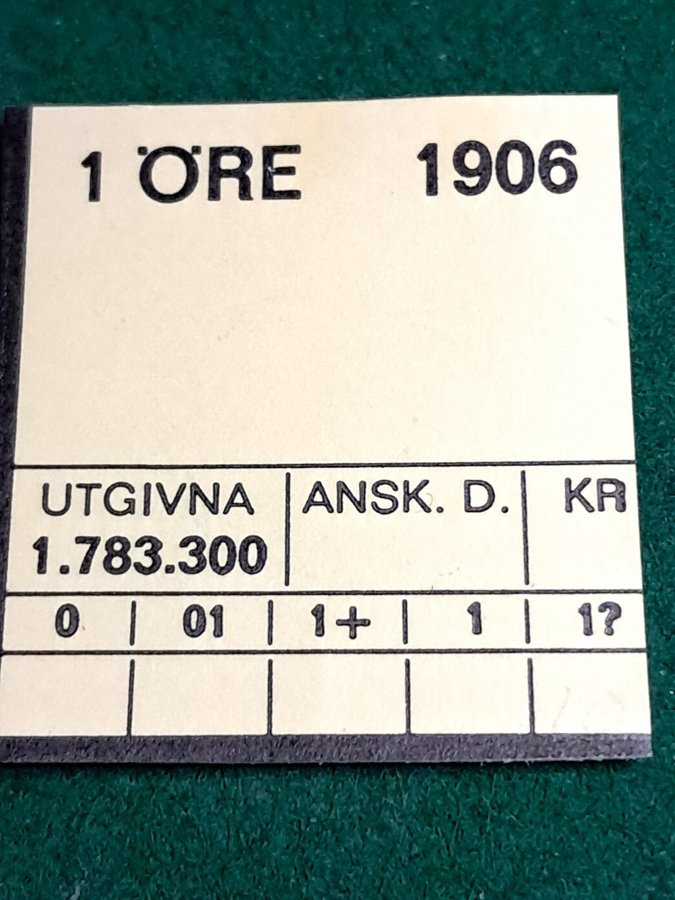 1 ÖRE 1906
UTGIVNA ANSK. D. KR
1.783.300
0 01 1+ 1 1?